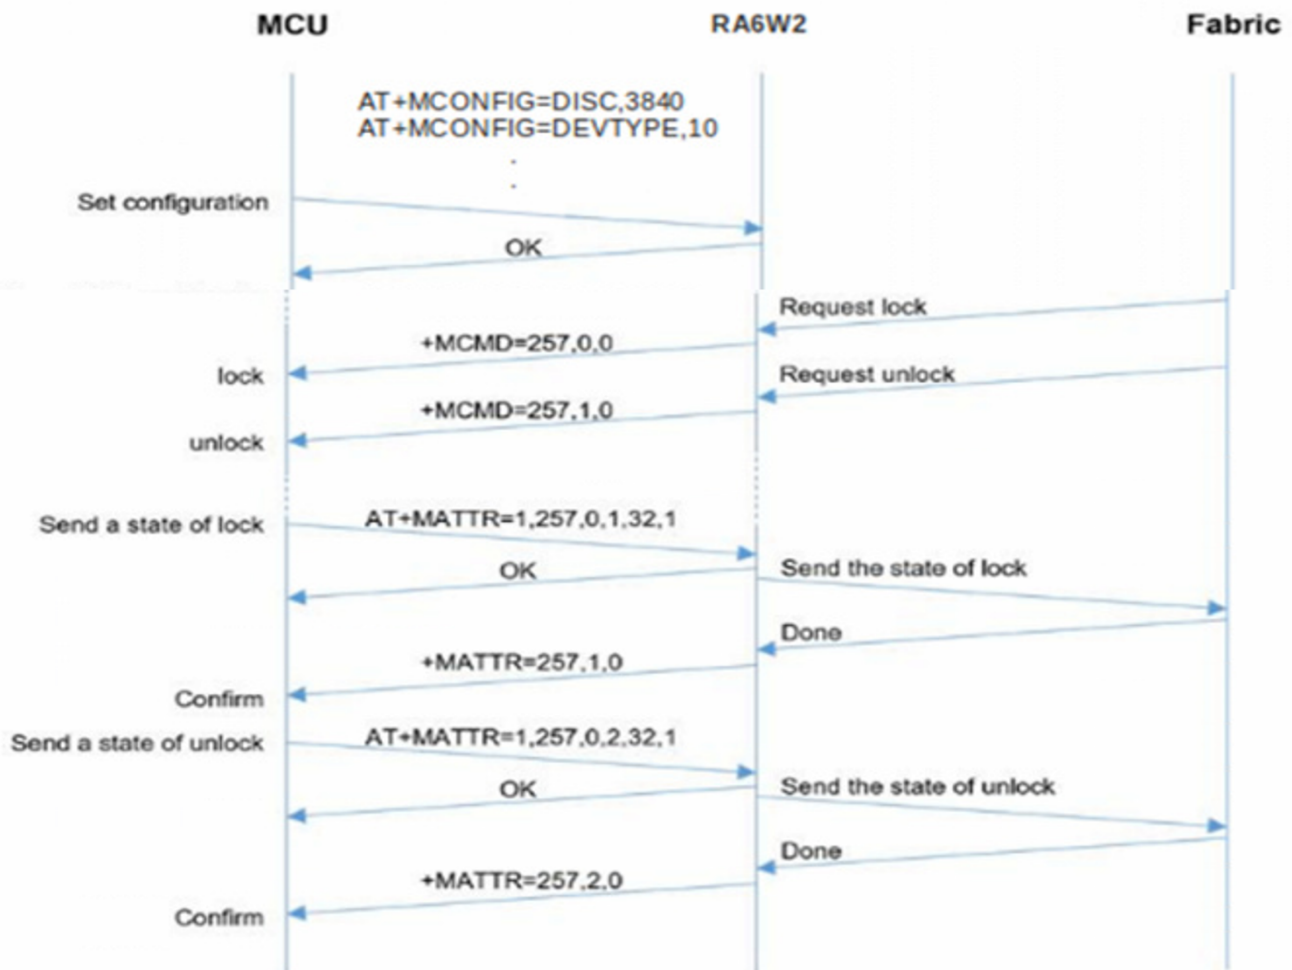 MCU RA6W2 Fabric
AT+MCONFIG=DISC,3840
AT+MCONFIG=DEVTYPE,10
.
.
Set configuration
OK
Request lock
+MCMD=257,0,0
lock
Request unlock
+MCMD=257,1,0
unlock
Send a state of lock
AT+MATTR=1,257,0,1,32,1
OK
Send the state of lock
Done
+MATTR=257,1,0
Confirm
Send a state of unlock
AT+MATTR=1,257,0,2,32,1
OK
Send the state of unlock
Done
+MATTR=257,2,0
Confirm